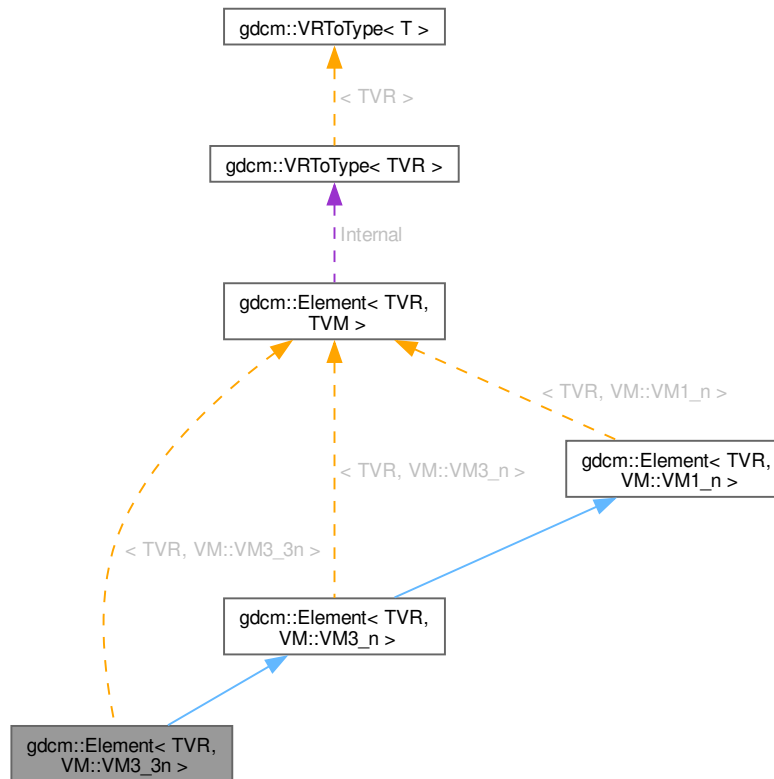 gdcm::VRToType< T >
< TVR >
gdcm::VRToType< TVR >
Internal
gdcm::Element< TVR,
TVM >
< TVR, VM::VM1_n >
gdcm::Element< TVR,
VM::VM1_n >
< TVR, VM::VM3_n >
< TVR, VM::VM3_3n >
gdcm::Element< TVR,
VM::VM3_n >
gdcm::Element< TVR,
VM::VM3_3n >